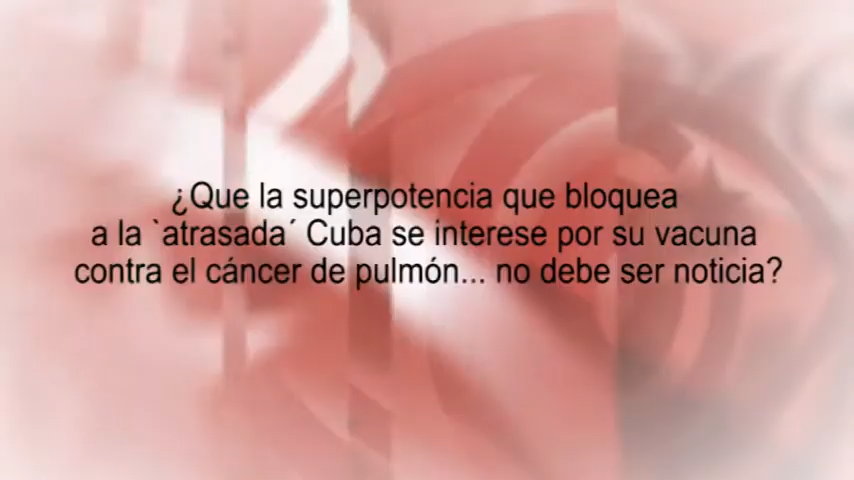 ¿Que la superpotencia que bloquea
a la `atrasada´ Cuba se interese por su vacuna
contra el cáncer de pulmón... no debe ser noticia?